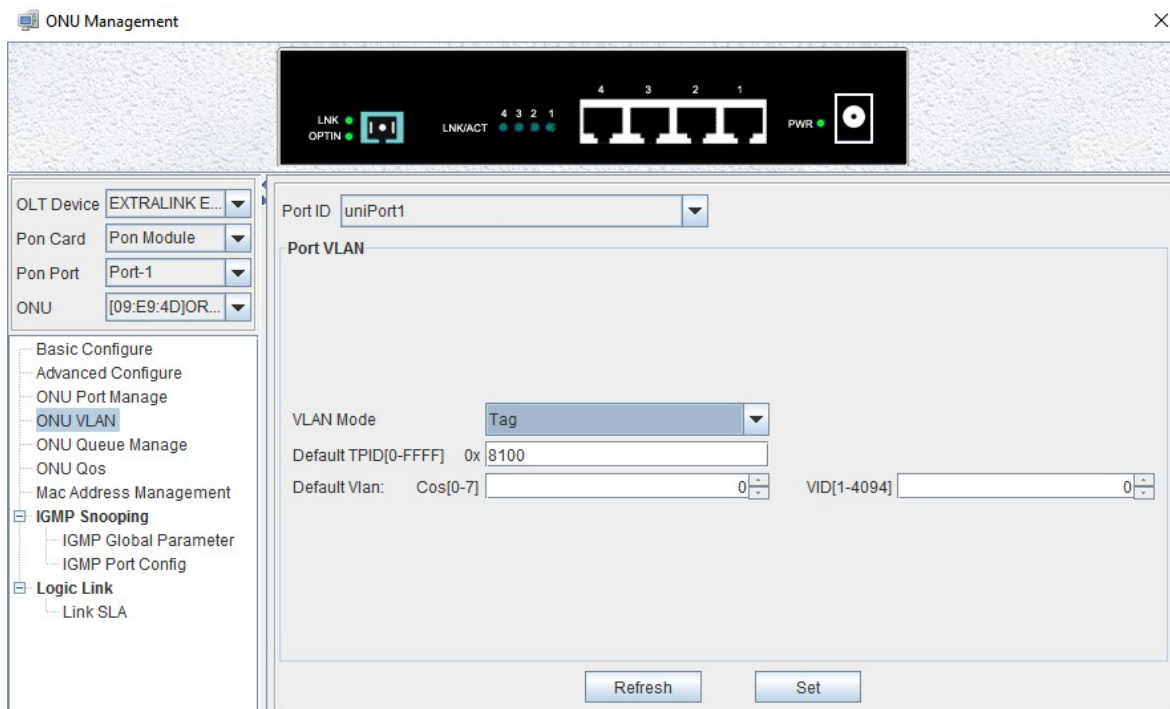 ONU Management
4 3 2 1
LNK
OPTIN
LNK/ACT
4 3 2 1
PWR
OLT Device EXTRALINK E...
Pon Card Pon Module
Pon Port Port-1
ONU [09:E9:4D]OR...
Basic Configure
Advanced Configure
ONU Port Manage
ONU VLAN
ONU Queue Manage
ONU Qos
Mac Address Management
IGMP Snooping
IGMP Global Parameter
IGMP Port Config
Logic Link
Link SLA
Port ID uniPort1
Port VLAN
VLAN Mode Tag
Default TPID[0-FFFF] 0x 8100
Default Vlan: Cos[0-7] 0 VID[1-4094] 0
Refresh Set